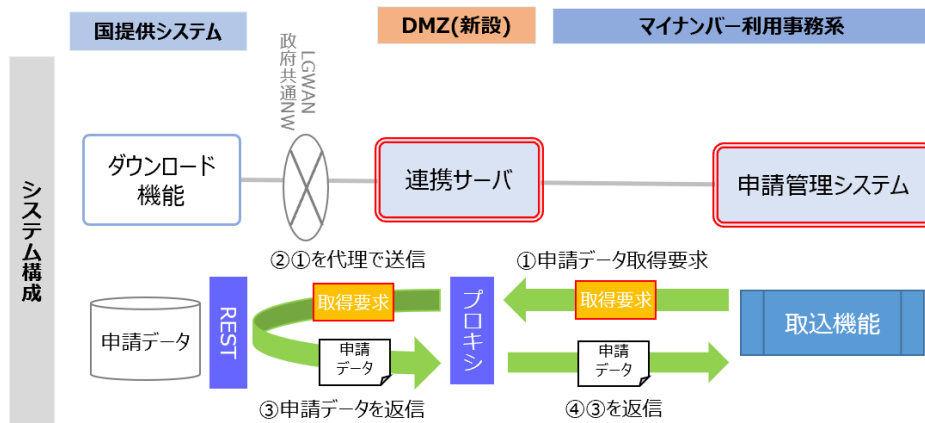 国提供システム
DMZ(新設)
マイナンバー利用事務系
システム構成
LGWAN
政府共通NW
ダウンロード
機能
連携サーバ
申請管理システム
②①を代理で送信
①申請データ取得要求
申請データ
REST
取得要求
プロキシ
取得要求
取込機能
申請
データ
申請
データ
③申請データを返信
④③を返信